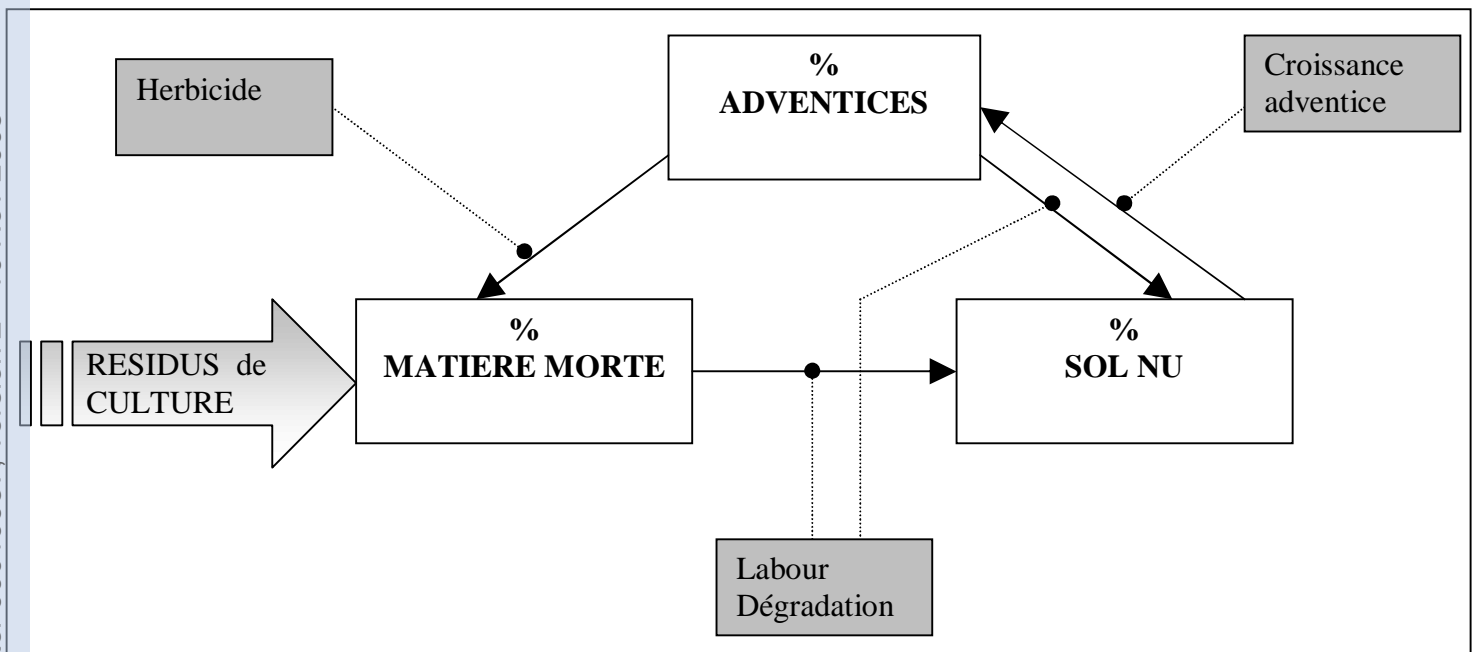 Herbicide
%
ADVENTICES
Croissance
adventice
RESIDUS de
CULTURE
%
MATIERE MORTE
%
SOL NU
Labour
Dégradation